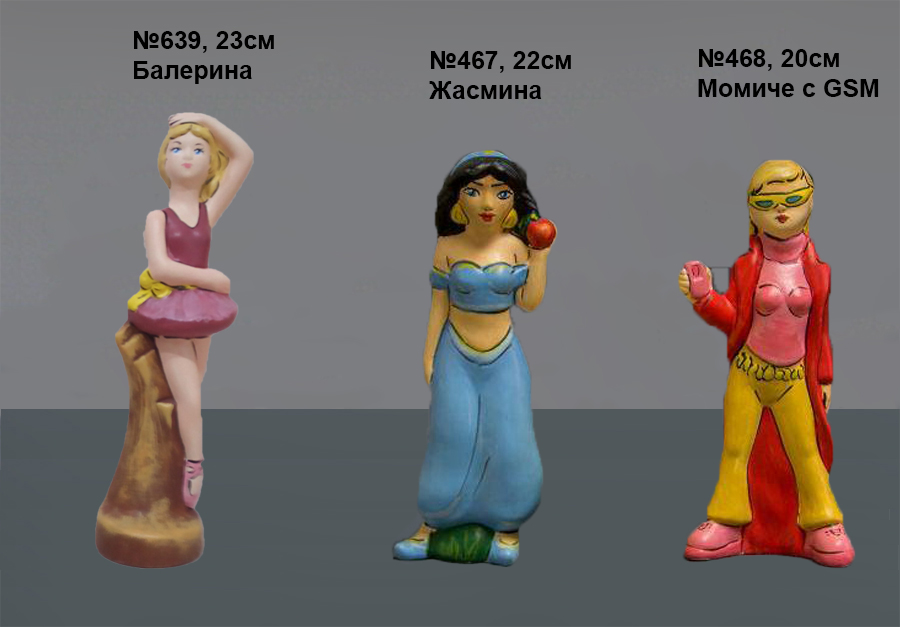 №639, 23см
Балерина
№467, 22см
Жасмина
№468, 20см
Момиче с GSM